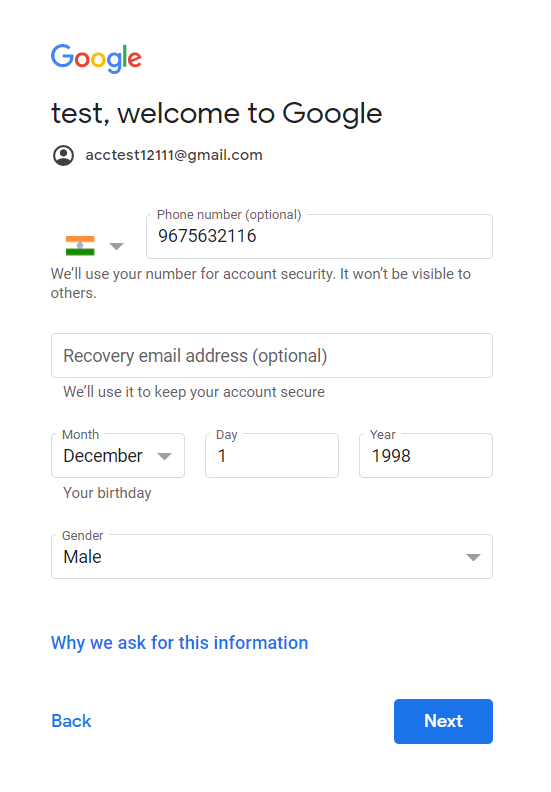 Google
test, welcome to Google
acctest12111@gmail.com
Phone number (optional)
9675632116
We'll use your number for account security. It won't be visible to
others.
Recovery email address (optional)
We'll use it to keep your account secure
Month Day Year
December 1 1998
Your birthday
Gender
Male
Why we ask for this information
Back Next